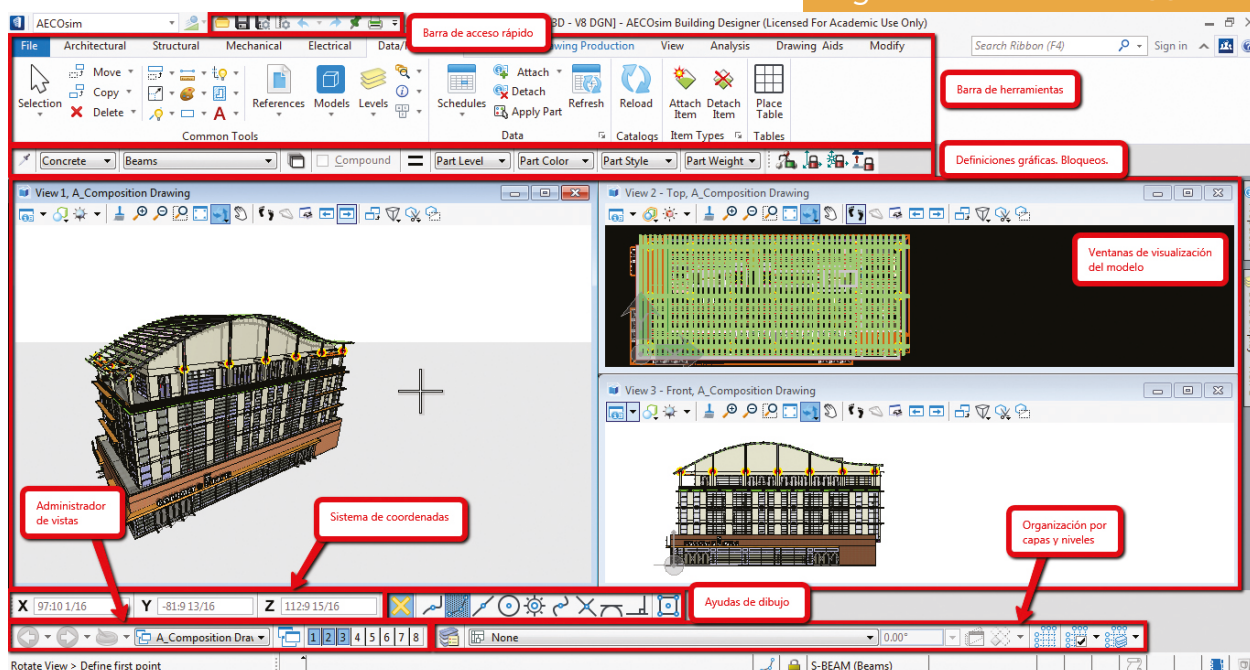 AECOsim
BD - V8 DGN] - AECOsim Building Designer (Licensed For Academic Use Only)
Barra de acceso rápido
File Architectural Structural Mechanical Electrical View Analysis Drawing Aids Modify
Search Ribbon (F4)
Sign in
Selection
Move
Copy
Delete
References Models Levels
Common Tools
Schedules
Attach
Detach
Apply Part
Refresh
Data
Reload
Catalogs
Attach Item
Detach Item
Item Types
Place Table
Tables
Barra de herramientas
Concrete Beams Compound Part Level Part Color Part Style Part Weight
Definiciones gráficas. Bloqueos.
View 1, A_Composition Drawing
View 2 - Top, A_Composition Drawing
Ventanas de visualización
del modelo
View 3 - Front, A_Composition Drawing
Administrador
de vistas
Sistema de coordenadas
Organización por
capas y niveles
X 97:10 1/16 Y -81:9 13/16 Z 112:9 15/16
Ayudas de dibujo
A_Composition Drav 1 2 3 4 5 6 7 8 None 0.00°
Rotate View > Define first point
S-BEAM (Beams)